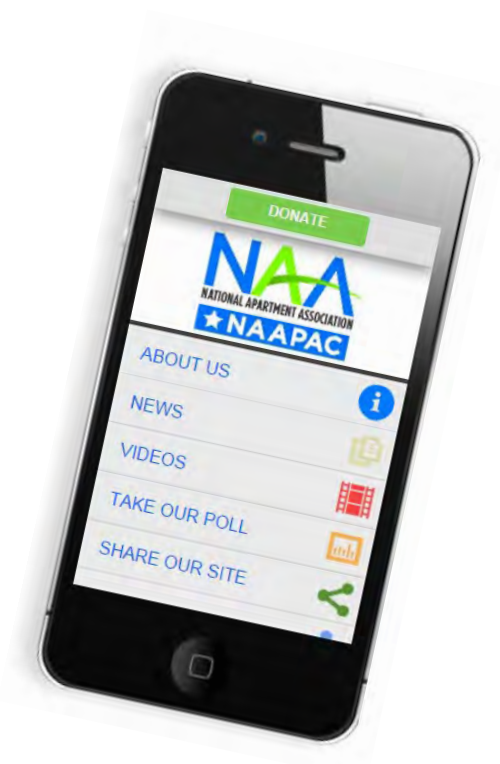 DONATE
NAA
NATIONAL APARTMENT ASSOCIATION
NAAPAC
ABOUT US
NEWS
VIDEOS
TAKE OUR POLL
SHARE OUR SITE